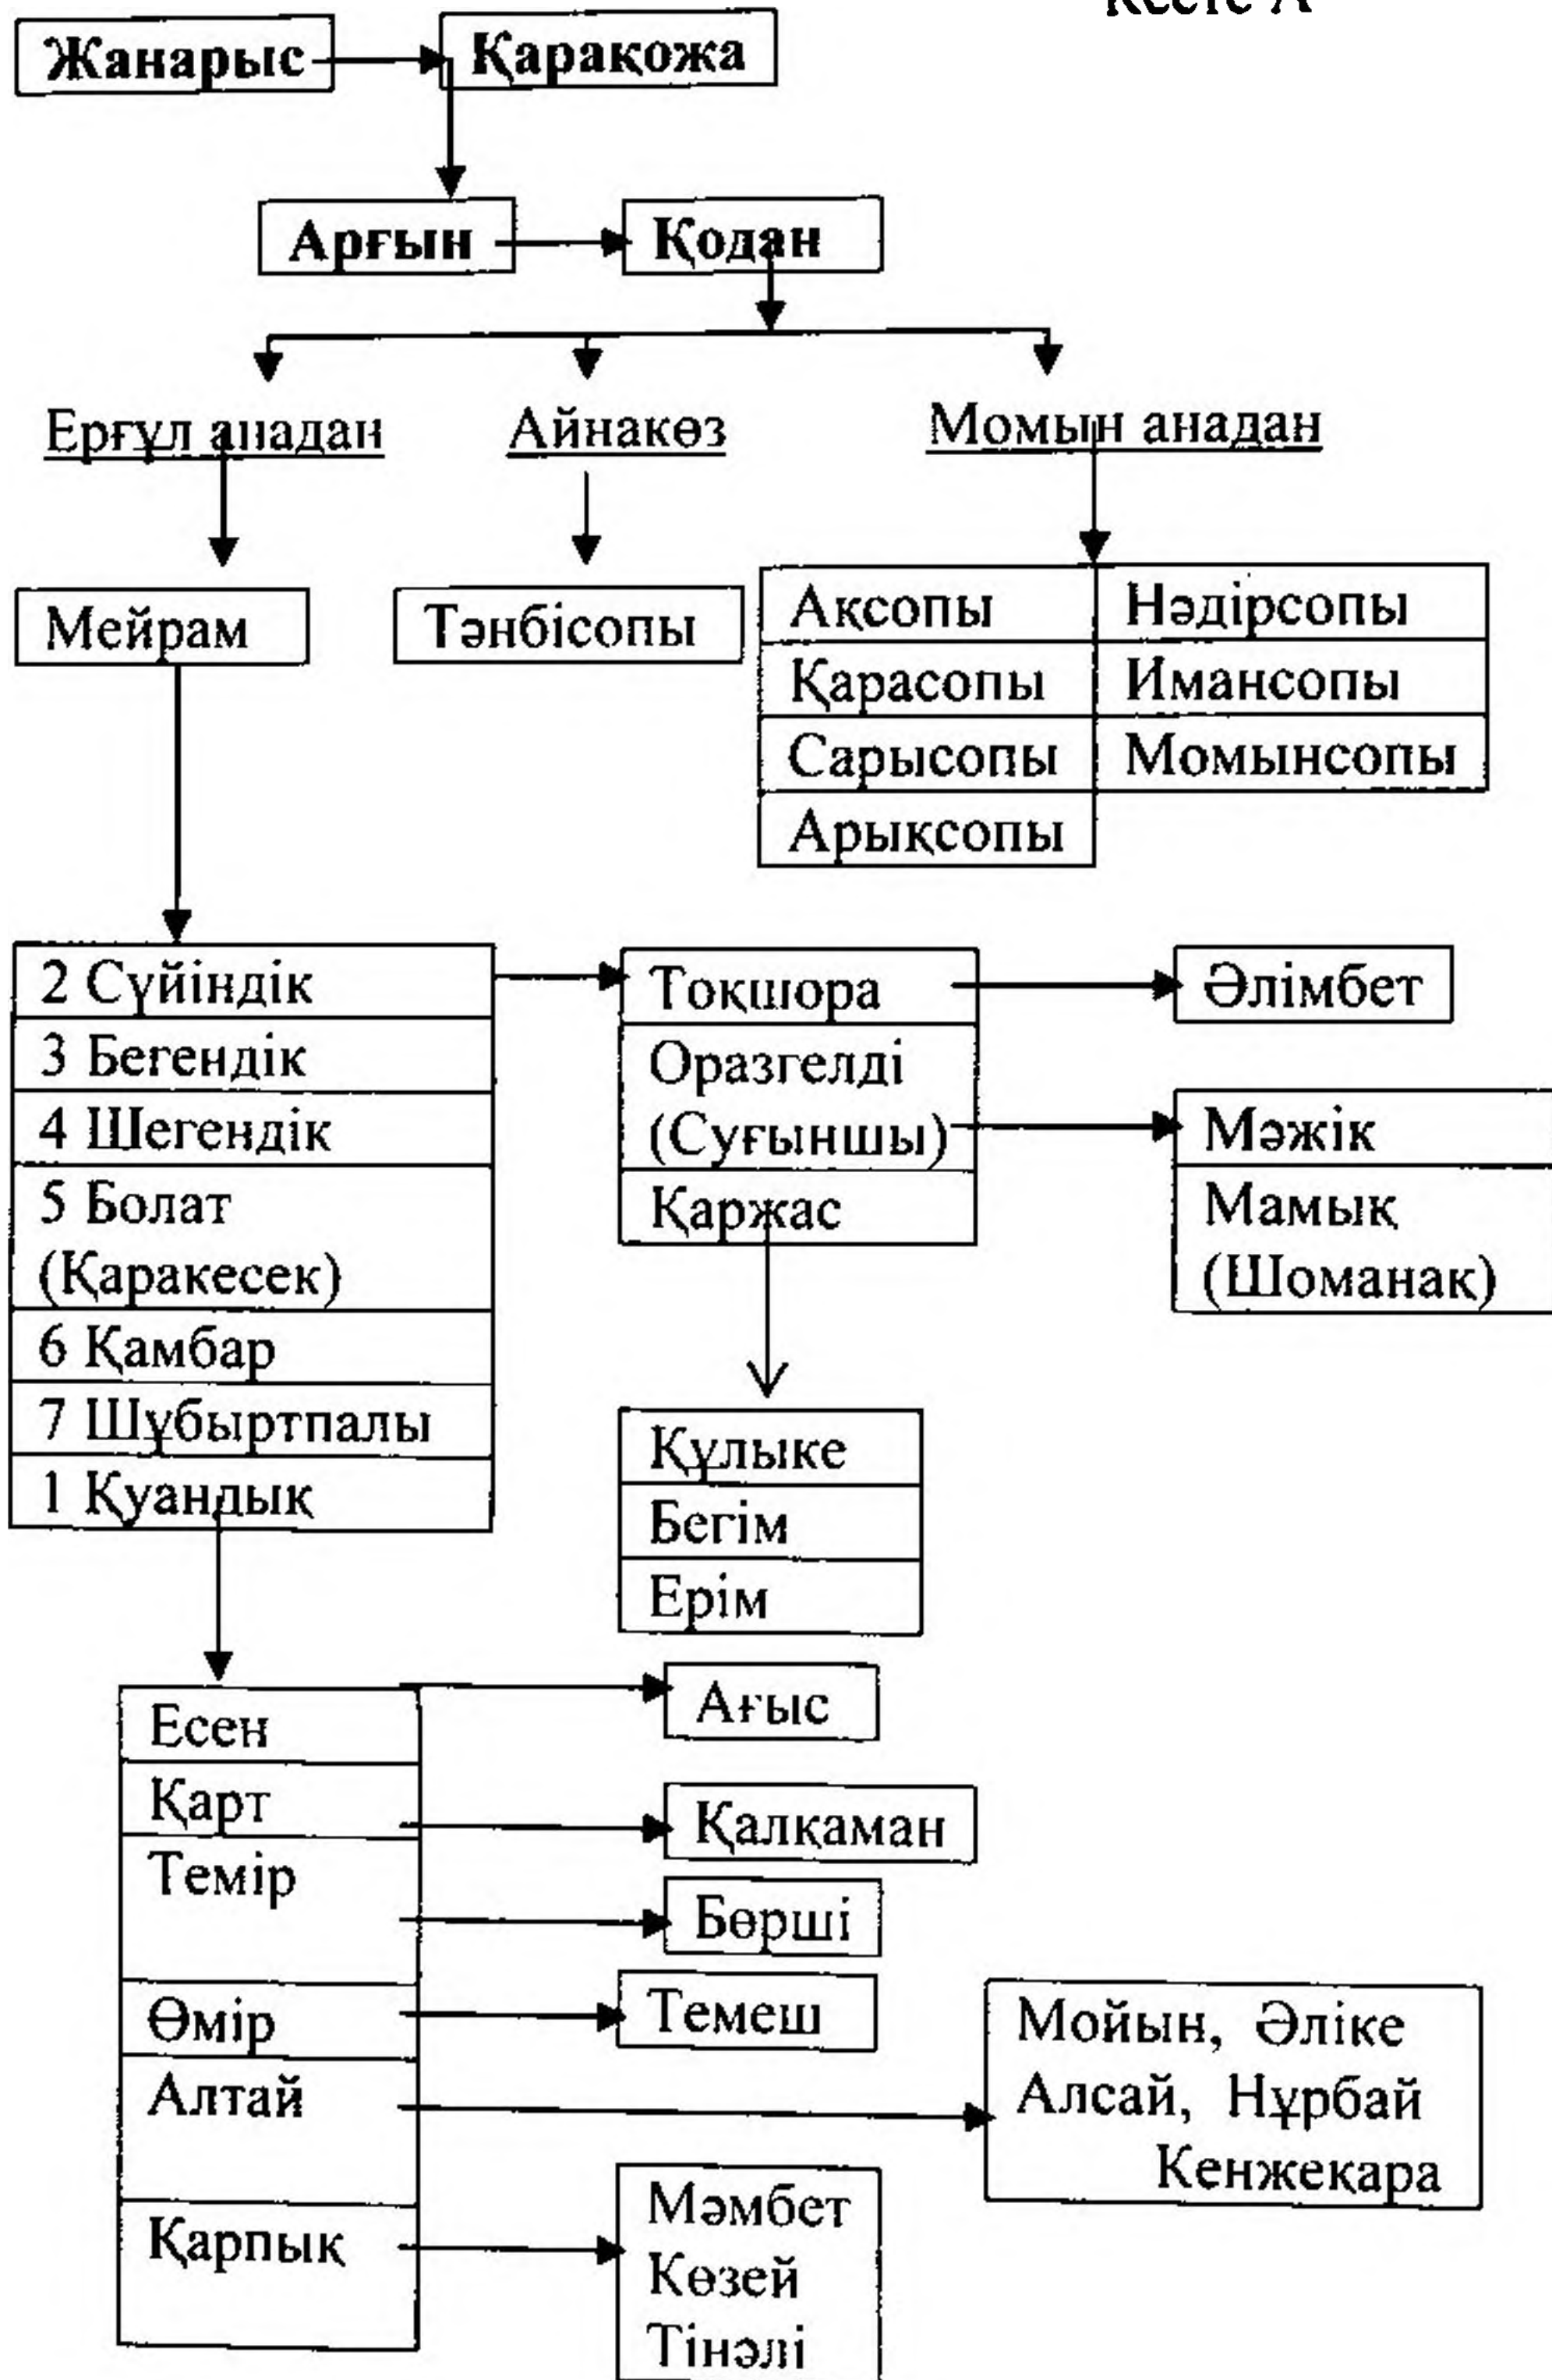 Кесте А
Жанарыс
Қарақожа
Арғын
Қодан
Ерғұл анадан
Айнакөз
Момын анадан
Мейрам
Тәнбісопы
Ақсопы
Нәдірсопы
Қарасопы
Имансопы
Сарысопы
Момынсопы
Арықсопы
2 Сүйіндік
3 Бегендік
4 Шегендік
5 Болат
(Қаракесек)
6 Қамбар
7 Шұбыртпалы
1 Қуандық
Тоқшора
Оразгелді
(Суғыншы)
Қаржас
Әлімбет
Мәжік
Мамық
(Шоманақ)
Құлыке
Бегім
Ерім
Есен
Қарт
Темір
Өмір
Алтай
Қарпық
Ағыс
Қалқаман
Бөрші
Темеш
Мойын, Әліке
Алсай, Нұрбай
Кенжекара
Мәмбет
Көзей
Тінәлі